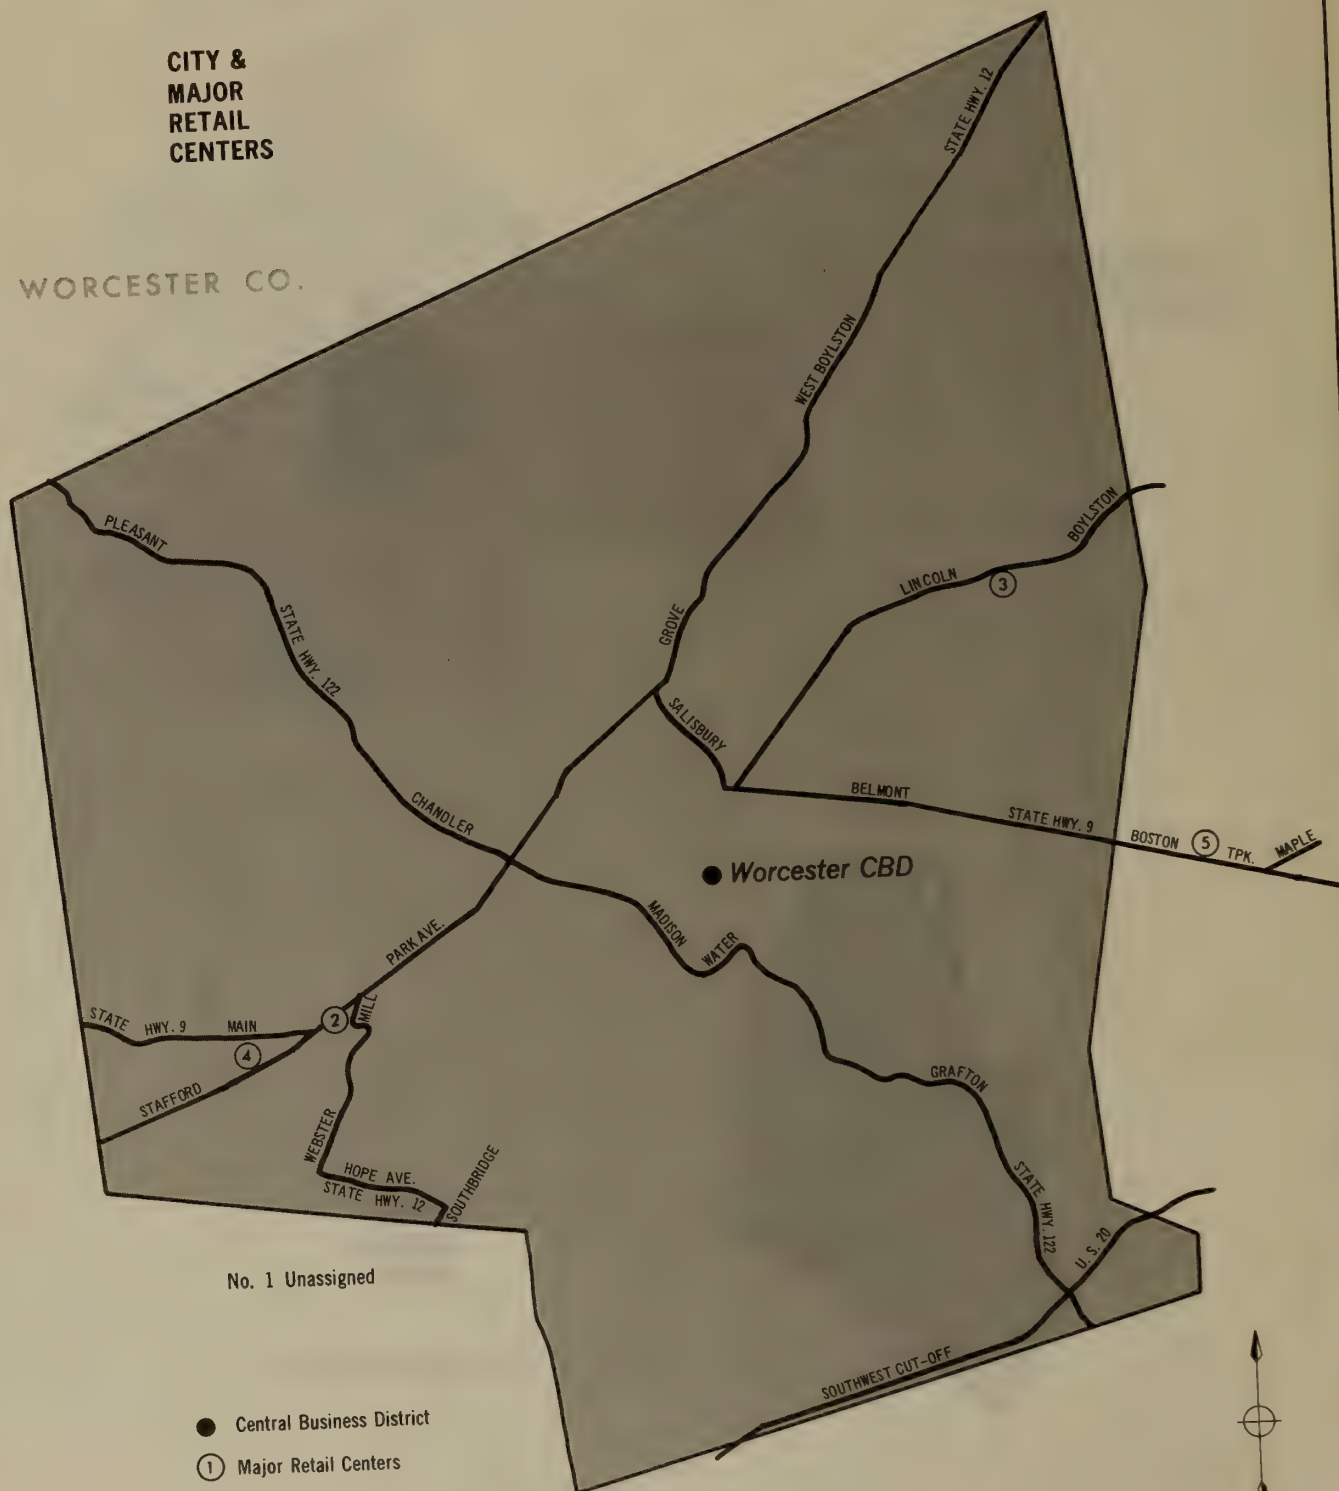 CITY &
MAJOR
RETAIL
CENTERS
WORCESTER CO.
STATE HWY. 12
WEST BOYLSTON
PLEASANT
BOYLSTON
LINCOLN
3
STATE HWY. 122
GROVE
SALISBURY
CHANDLER
BELMONT
STATE HWY. 9
BOSTON 5 TPK.
MAPLE
Worcester CBD
MADISON
WATER
PARK AVE.
MILL
2
STATE HWY. 9 MAIN
4
STAFFORD
GRAFTON
WEBSTER
HOPE AVE.
STATE HWY. 12
SOUTHBRIDGE
STATE HWY. 122
U. S. 20
No. 1 Unassigned
SOUTHWEST CUT-OFF
Central Business District
1 Major Retail Centers